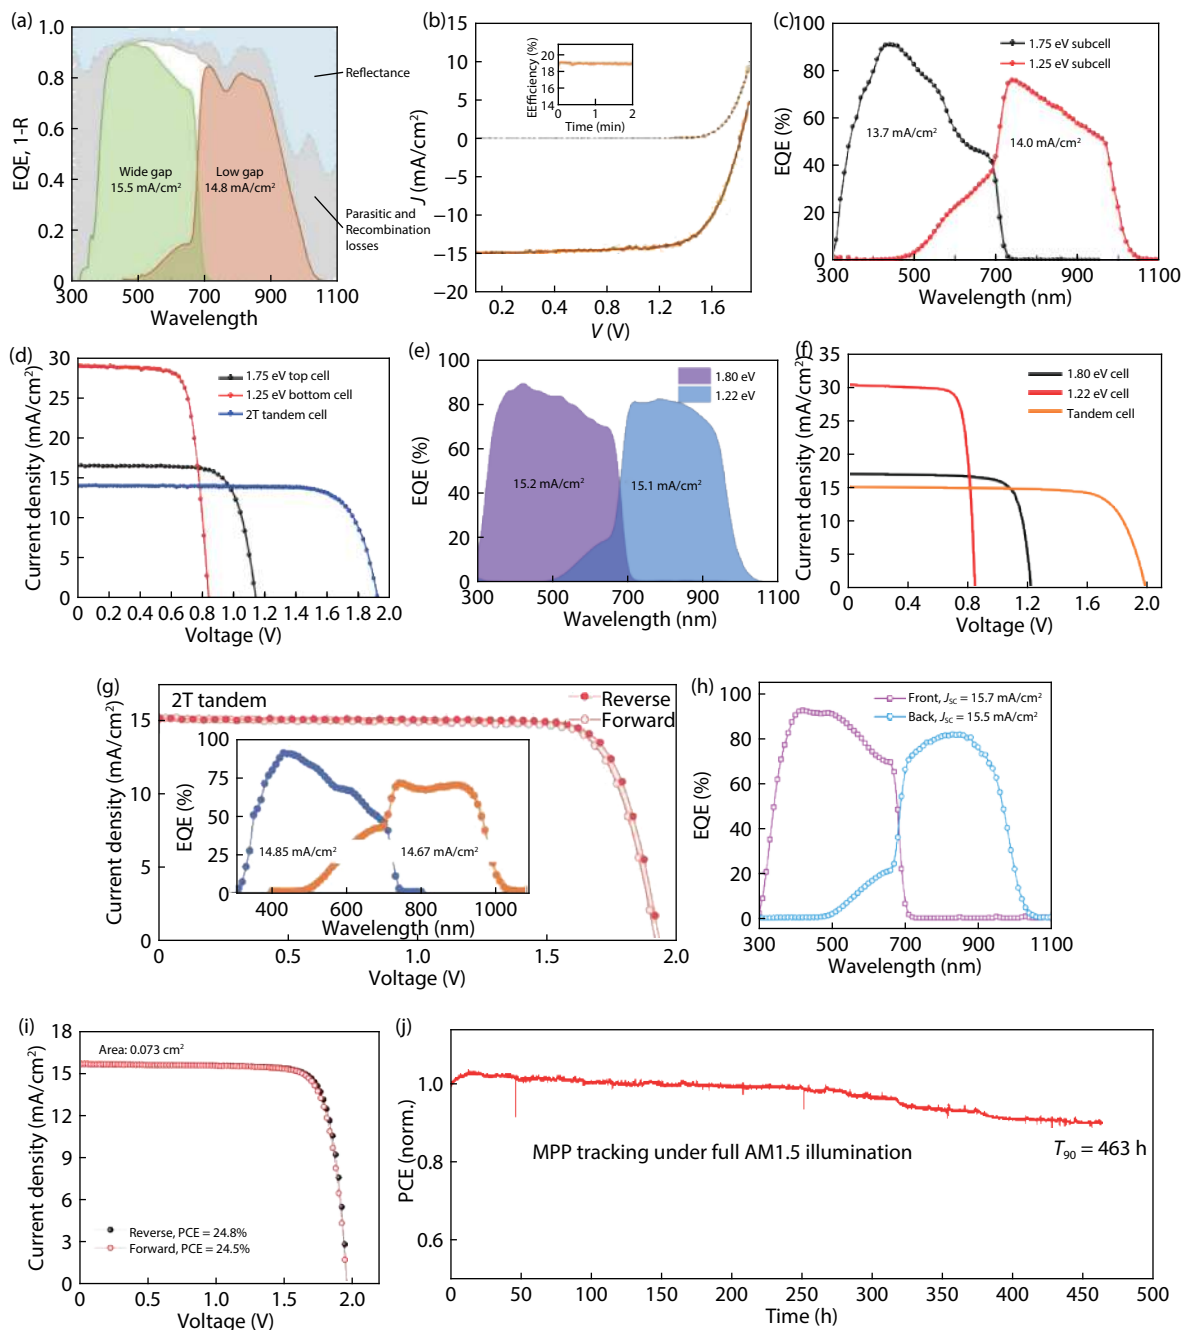 (a)
1.0
0.8
0.6
0.4
0.2
0
EQE, 1-R
300
500
700
900
1100
Wavelength
Wide gap
15.5 mA/cm²
Low gap
14.8 mA/cm²
Reflectance
Parasitic and
Recombination
losses
(b)
15
10
5
0
−5
−10
−15
−20
J (mA/cm²)
0.2
0.6
1.2
1.6
1.8
V (V)
EEfficiency (%)
20
18
16
14
0
1
2
Time (min)
(c)
100
80
60
40
20
0
EQE (%)
300
500
700
900
1100
Wavelength (nm)
1.75 eV subcell
1.25 eV subcell
13.7 mA/cm²
14.0 mA/cm²
(d)
30
25
20
15
10
5
0
Current density (mA/cm²)
0
0.2
0.4
0.6
0.8
1.0
1.2
1.4
1.6
1.8
2.0
Voltage (V)
1.75 eV top cell
1.25 eV bottom cell
2T tandem cell
(e)
100
80
60
40
20
0
EQE (%)
300
500
700
900
1100
Wavelength (nm)
1.80 eV
1.22 eV
15.2 mA/cm²
15.1 mA/cm²
(f)
35
30
25
20
15
10
5
0
Current density (mA/cm²)
0
0.4
0.8
1.2
1.6
2.0
Voltage (V)
1.80 eV cell
1.22 eV cell
Tandem cell
(g)
2T tandem
Reverse
Forward
15
10
5
0
Current density (mA/cm²)
0
0.5
1.0
1.5
2.0
Voltage (V)
100
75
50
25
0
EQE (%)
400
600
800
1000
Wavelength (nm)
14.85 mA/cm²
14.67 mA/cm²
(h)
100
80
60
40
20
0
EQE (%)
300
500
700
900
1100
Wavelength (nm)
Front, JSC = 15.7 mA/cm²
Back, JSC = 15.5 mA/cm²
(i)
18
15
12
9
6
3
0
Current density (mA/cm²)
0
0.5
1.0
1.5
2.0
Voltage (V)
Area: 0.073 cm²
Reverse, PCE = 24.8%
Forward, PCE = 24.5%
(j)
1.0
0.8
0.6
PCE (norm.)
0
50
100
150
200
250
300
350
400
450
500
Time (h)
MPP tracking under full AM1.5 illumination
T90 = 463 h